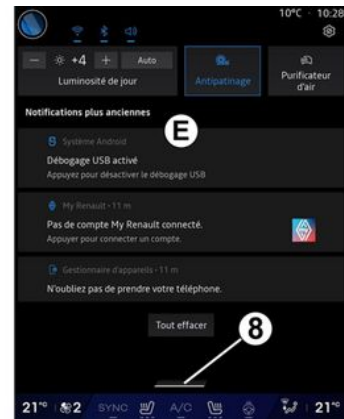 10°C 10:28
— +4 + Auto
Luminosité de jour
Antipatinage
Purificateur
d'air
Notifications plus anciennes
E
Système Android
Débogage USB activé
Appuyez pour désactiver le débogage USB
My Renault · 11 m
Pas de compte My Renault connecté.
Appuyer pour connecter un compte.
Gestionnaire d'appareils · 11 m
N'oubliez pas de prendre votre téléphone.
Tout effacer
8
21°° 2 SYNC A/C 21°°